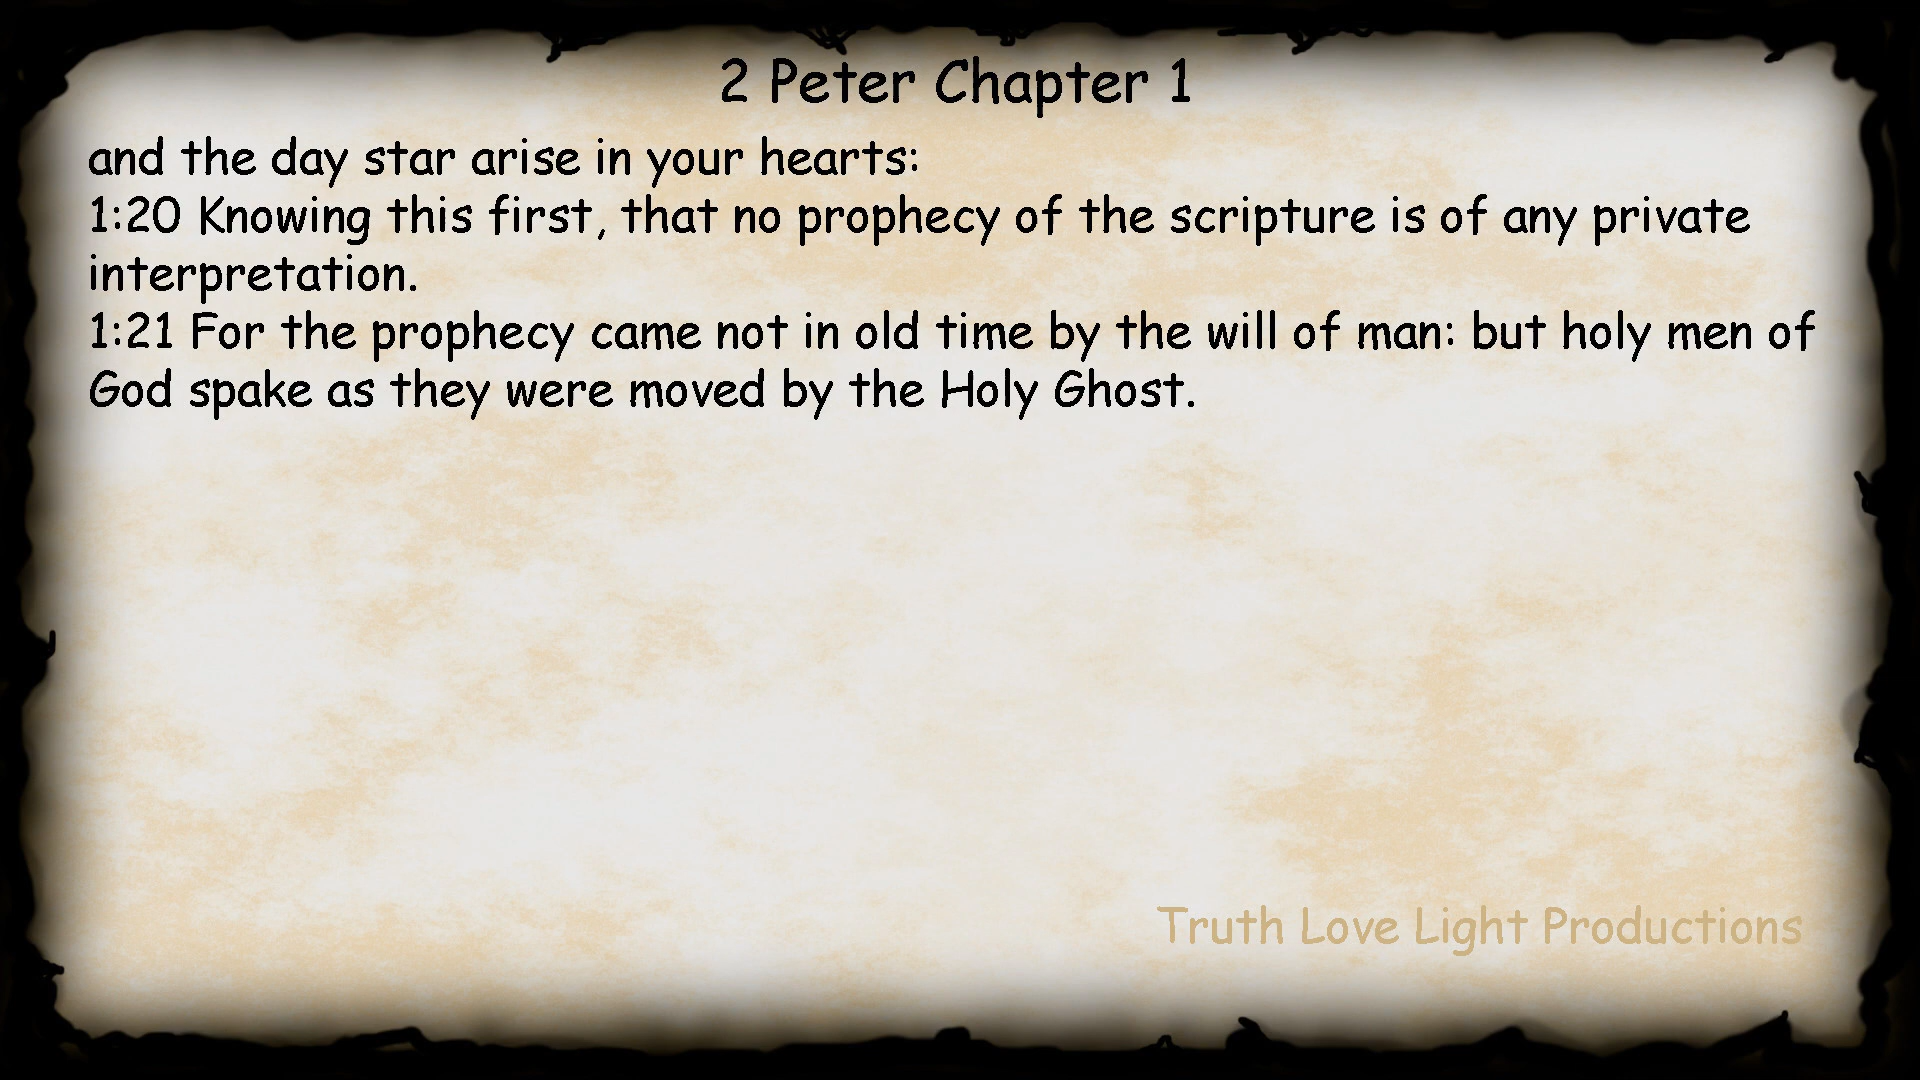 2 Peter Chapter 1
and the day star arise in your hearts:
1:20 Knowing this first, that no prophecy of the scripture is of any private
interpretation.
1:21 For the prophecy came not in old time by the will of man: but holy men of
God spake as they were moved by the Holy Ghost.
Truth Love Light Productions